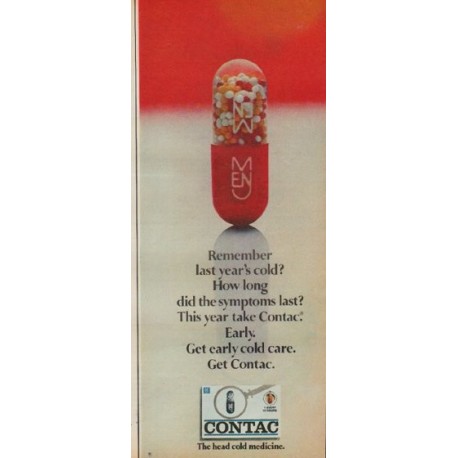 M
EN
J
Remember
last year's cold?
How long
did the symptoms last?
This year take Contac.®
Early.
Get early cold care.
Get Contac.
CONTAC
The head cold medicine.